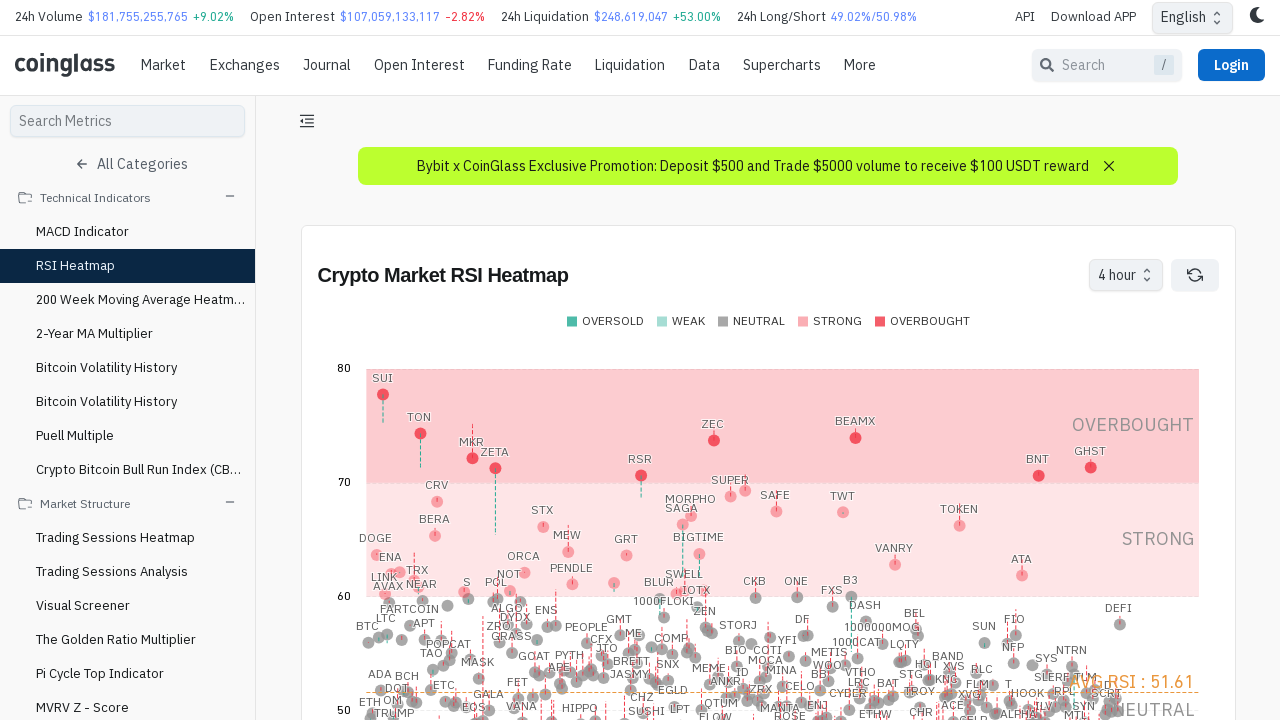 24h Volume $181,755,255,765 +9.02% Open Interest $107,059,133,117 -2.82% 24h Liquidation $248,619,047 +53.00% 24h Long/Short 49.02%/50.98% API Download APP English
coinglass Market Exchanges Journal Open Interest Funding Rate Liquidation Data Supercharts More Search / Login
Search Metrics
All Categories
Technical Indicators
MACD Indicator
RSI Heatmap
200 Week Moving Average Heatm...
2-Year MA Multiplier
Bitcoin Volatility History
Bitcoin Volatility History
Puell Multiple
Crypto Bitcoin Bull Run Index (CB...
Market Structure
Trading Sessions Heatmap
Trading Sessions Analysis
Visual Screener
The Golden Ratio Multiplier
Pi Cycle Top Indicator
MVRV Z - Score
Bybit x CoinGlass Exclusive Promotion: Deposit $500 and Trade $5000 volume to receive $100 USDT reward
Crypto Market RSI Heatmap
4 hour
OVERSOLD WEAK NEUTRAL STRONG OVERBOUGHT
80
SUI
TON
ZEC
BEAMX
OVERBOUGHT
MKR
ZETA
RSR
BNT
GHST
70
CRV
SUPER
MORPHO
SAFE
TWT
SAGA
STX
TOKEN
BERA
DOGE
MEW
GRT
BIGTIME
STRONG
ENA
ORCA
VANRY
ATA
LINK
TRX
AVAX
NEAR
S
POL
NOT
PENDLE
BLUR
SWELL
IOTX
CKB
ONE
FXS
B3
60
FARTCOIN
ALGO
ENS
1000FLOKI
ZEN
DASH
DEFI
BTC
LTC
APT
ZRO
DYDX
GRASS
PEOPLE
GMT
STORJ
DF
1000000MOG
BEL
SUN
FIO
TAO
POPCAT
CFX
ME
COMP
YFI
1000CAT
LQTY
NFP
MASK
GOAT
PYTH
JTO
BRETT
SNX
BIO
COTI
METIS
BAND
SYS
NTRN
ADA
BCH
APE
JASMY
MEME
MOCA
MINA
WOO
VTHO
STG
HOT
XVS
RLC
DOT
ETC
FET
EGLD
ANKR
ID
ZRX
CELO
BB
LRC
BAT
TROY
KNC
FLM
T
AVG RSI : 51.61
ETH
OM
GALA
CHZ
QTUM
CYBER
XVG
HOOK
TRUMP
EOS
VANA
HIPPO
SUSHI
LPT
FLOW
MANTA
ROSE
ENJ
ETHW
CHR
ACE
ALPHA
SYN
NEUTRAL
50